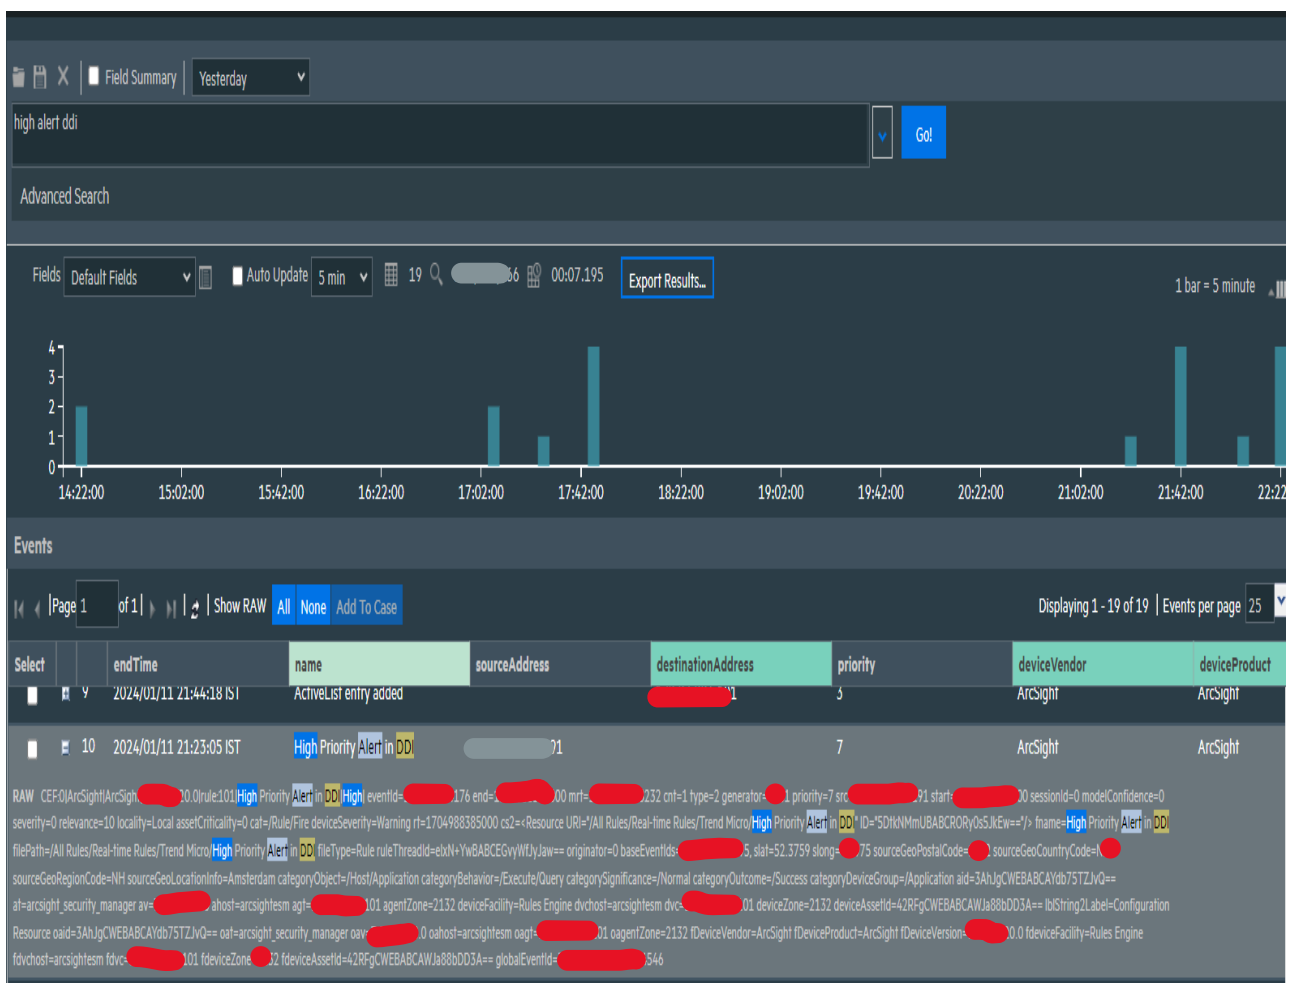 Field Summary Yesterday
high alert ddi
Go!
Advanced Search
Fields Default Fields Auto Update 5 min 19 66 00:07.195 Export Results...
1 bar = 5 minute
4
3
2
1
0
14:22:00 15:02:00 15:42:00 16:22:00 17:02:00 17:42:00 18:22:00 19:02:00 19:42:00 20:22:00 21:02:00 21:42:00 22:22
Events
Page 1 of 1 Show RAW All None Add To Case Displaying 1 - 19 of 19 Events per page 25
Select endTime name sourceAddress destinationAddress priority deviceVendor deviceProduct
9 2024/01/11 21:44:18 IST ActiveList entry added 1 3 ArcSight ArcSight
10 2024/01/11 21:23:05 IST High Priority Alert in DDI 91 7 ArcSight ArcSight
RAW CEF:0|ArcSight|ArcSigh 20.0|rule:101|High Priority Alert in DDI|High| eventId= 176 end=1 00 mrt= 232 cnt=1 type=2 generator= 1 priority=7 src 91 start= 00 sessionId=0 modelConfidence=0
severity=0 relevance=10 locality=Local assetCriticality=0 cat=/Rule/Fire deviceSeverity=Warning rt=1704988385000 cs2=<Resource URI="/All Rules/Real-time Rules/Trend Micro/High Priority Alert in DDI" ID="5DtkNMmUBABCRORy0s5JkEw=="/> fname=High Priority Alert in DDI
filePath=/All Rules/Real-time Rules/Trend Micro/High Priority Alert in DDI fileType=Rule ruleThreadId=elxN+YwBABCEGvyWfJyJaw== originator=0 baseEventIds= 5, slat=52.3759 slong= 75 sourceGeoPostalCode= sourceGeoCountryCode=N
sourceGeoRegionCode=NH sourceGeoLocationInfo=Amsterdam categoryObject=/Host/Application categoryBehavior=/Execute/Query categorySignificance=/Normal categoryOutcome=/Success categoryDeviceGroup=/Application aid=3AhJgCWEBABCAYdb75TZJvQ==
at=arcsight_security_manager av= ahost=arcsightesm agt= 101 agentZone=2132 deviceFacility=Rules Engine dvchost=arcsightesm dvc= 01 deviceZone=2132 deviceAssetId=42RFgCWEBABCAWJa88bDD3A== lblString2Label=Configuration
Resource oaid=3AhJgCWEBABCAYdb75TZJvQ== oat=arcsight_security_manager oav= .0 oahost=arcsightesm oagt= 01 oagentZone=2132 fDeviceVendor=ArcSight fDeviceProduct=ArcSight fDeviceVersion= 0.0 fdeviceFacility=Rules Engine
fdvchost=arcsightesm fdvc= 101 fdeviceZone 32 fdeviceAssetId=42RFgCWEBABCAWJa88bDD3A== globalEventId= 546